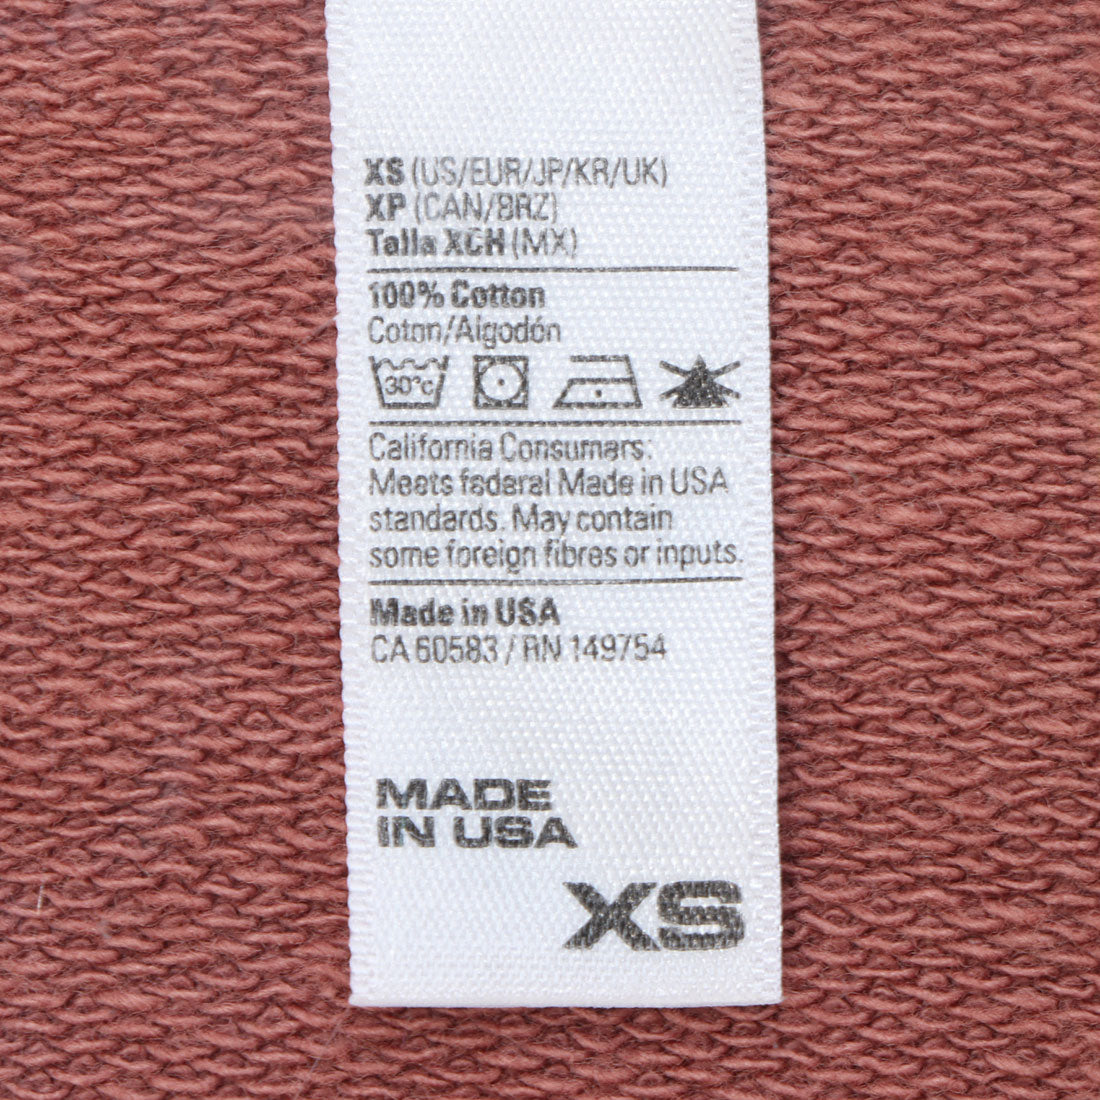 XS (US/EUR/JP/KR/UK)
XP (CAN/BRZ)
Talla XCH (MX)
100% Cotton
Coton/Algodón
30°c
California Consumers:
Meets federal Made in USA
standards. May contain
some foreign fibres or inputs.
Made in USA
CA 60583 / RN 149754
MADE
IN USA
XS